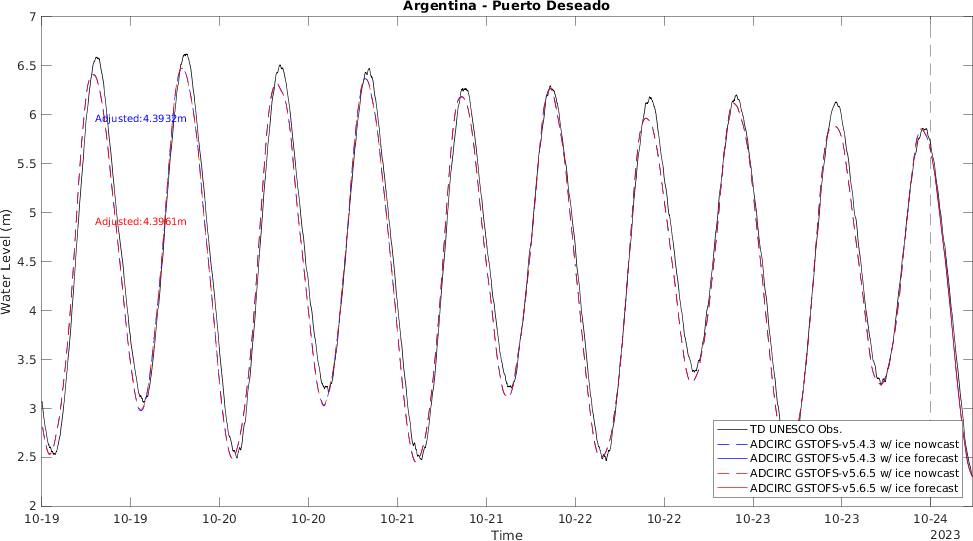 Argentina - Puerto Deseado
7
6.5
6
5.5
5
4.5
4
3.5
3
2.5
2
Water Level (m)
Adjusted:4.3932m
Adjusted:4.3961m
TD UNESCO Obs.
ADCIRC GSTOFS-v5.4.3 w/ ice nowcast
ADCIRC GSTOFS-v5.4.3 w/ ice forecast
ADCIRC GSTOFS-v5.6.5 w/ ice nowcast
ADCIRC GSTOFS-v5.6.5 w/ ice forecast
10-19 10-19 10-20 10-20 10-21 10-21 10-22 10-22 10-23 10-23 10-24
Time
2023